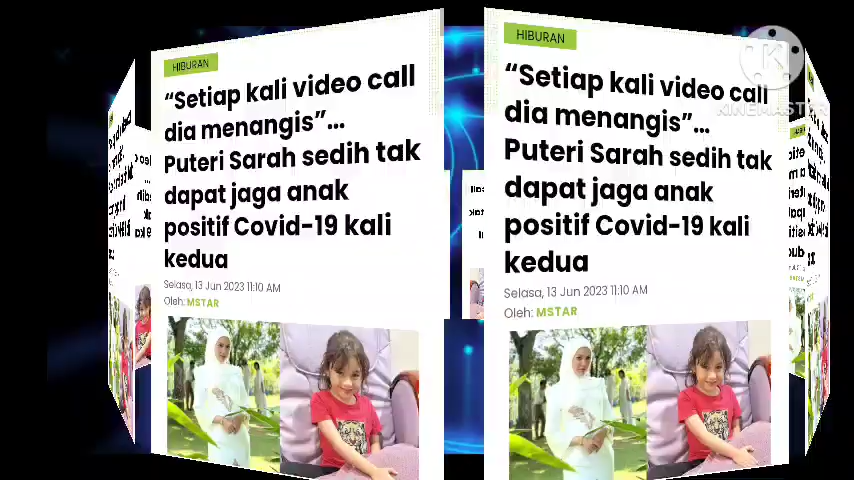 HIBURAN
“Setiap kali video call
dia menangis”...
Puteri Sarah sedih tak
dapat jaga anak
positif Covid-19 kali
kedua
Selasa, 13 Jun 2023 11:10 AM
Oleh: MSTAR
HIBURAN
“Setiap kali video call
dia menangis”...
Puteri Sarah sedih tak
dapat jaga anak
positif Covid-19 kali
kedua
Selasa, 13 Jun 2023 11:10 AM
Oleh: MSTAR
KINEMASTER